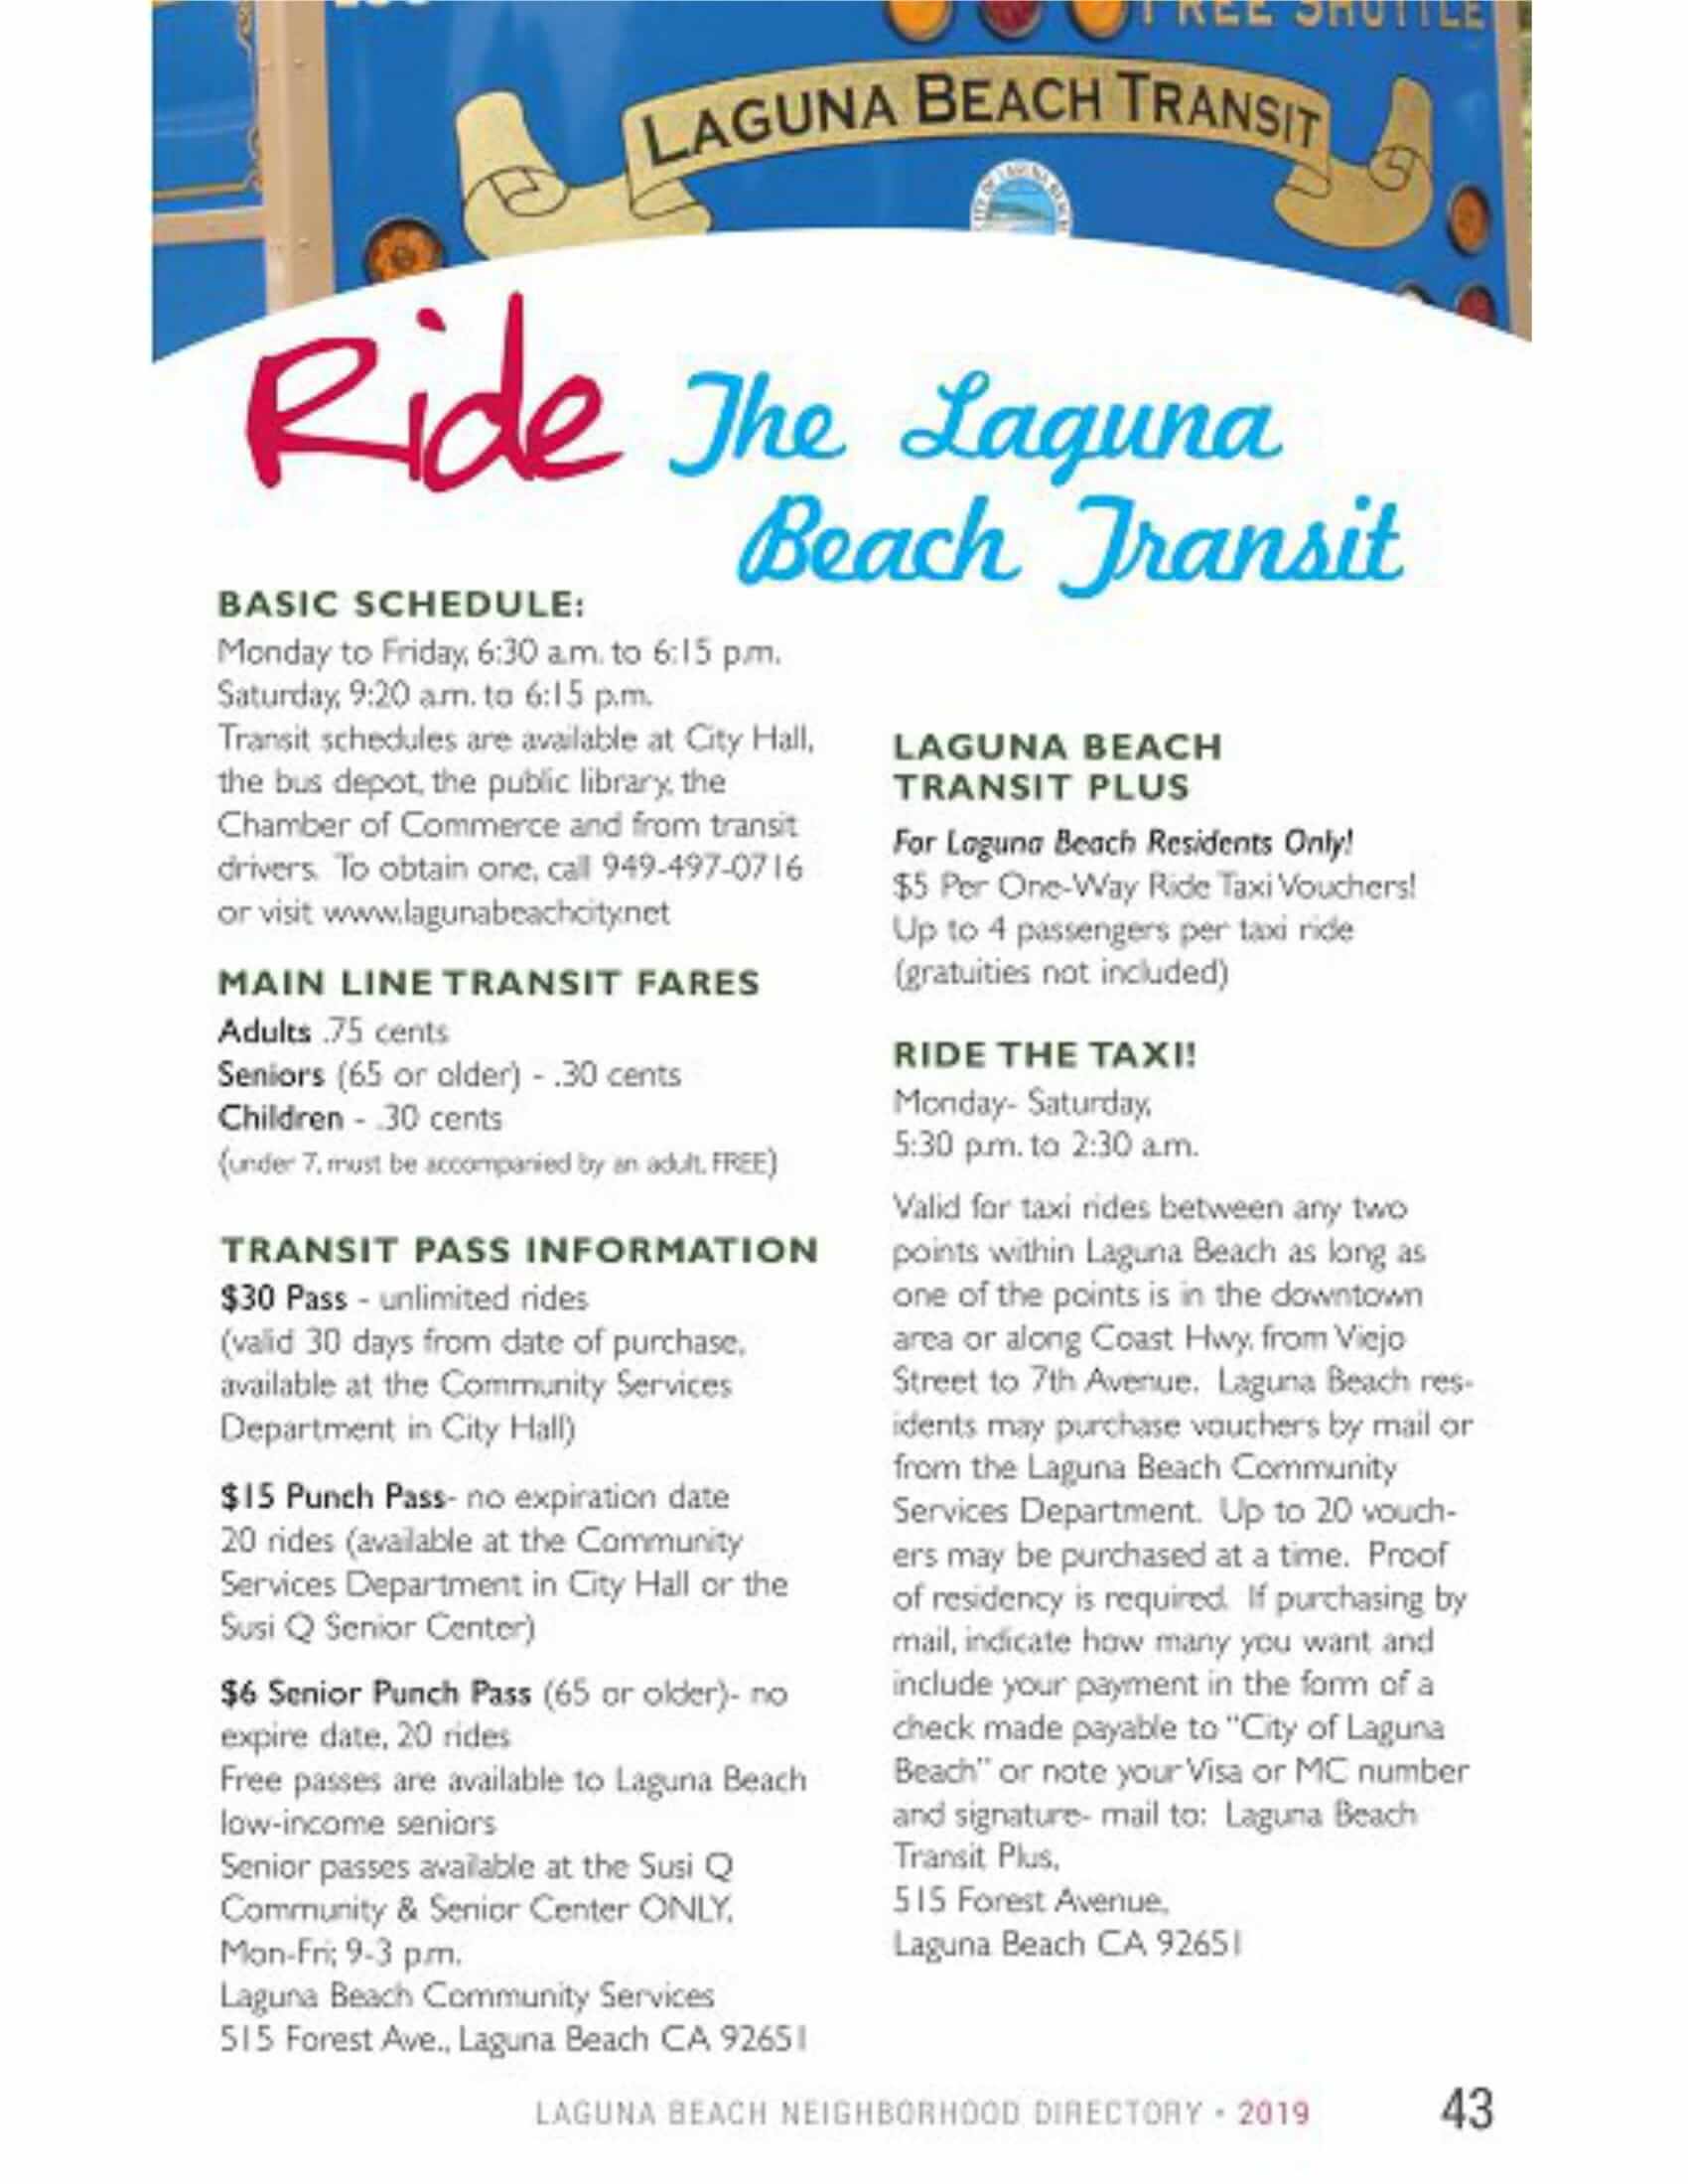 FREE SHUTTLE
LAGUNA BEACH TRANSIT
Ride The Laguna
Beach Transit
BASIC SCHEDULE:
Monday to Friday, 6:30 a.m. to 6:15 p.m.
Saturday, 9:20 a.m. to 6:15 p.m.
Transit schedules are available at City Hall,
the bus depot, the public library, the
Chamber of Commerce and from transit
drivers. To obtain one, call 949-497-0716
or visit www.lagunabeachcity.net
MAIN LINE TRANSIT FARES
Adults .75 cents
Seniors (65 or older) - .30 cents
Children - .30 cents
(under 7, must be accompanied by an adult, FREE)
TRANSIT PASS INFORMATION
$30 Pass - unlimited rides
(valid 30 days from date of purchase,
available at the Community Services
Department in City Hall)
$15 Punch Pass- no expiration date
20 rides (available at the Community
Services Department in City Hall or the
Susi Q Senior Center)
$6 Senior Punch Pass (65 or older)- no
expire date, 20 rides
Free passes are available to Laguna Beach
low-income seniors
Senior passes available at the Susi Q
Community & Senior Center ONLY,
Mon-Fri; 9-3 p.m.
Laguna Beach Community Services
515 Forest Ave., Laguna Beach CA 92651
LAGUNA BEACH
TRANSIT PLUS
For Laguna Beach Residents Only!
$5 Per One-Way Ride Taxi Vouchers!
Up to 4 passengers per taxi ride
(gratuities not included)
RIDE THE TAXI!
Monday- Saturday,
5:30 p.m. to 2:30 a.m.
Valid for taxi rides between any two
points within Laguna Beach as long as
one of the points is in the downtown
area or along Coast Hwy. from Viejo
Street to 7th Avenue. Laguna Beach res-
idents may purchase vouchers by mail or
from the Laguna Beach Community
Services Department. Up to 20 vouch-
ers may be purchased at a time. Proof
of residency is required. If purchasing by
mail, indicate how many you want and
include your payment in the form of a
check made payable to "City of Laguna
Beach" or note your Visa or MC number
and signature- mail to: Laguna Beach
Transit Plus,
515 Forest Avenue,
Laguna Beach CA 92651
LAGUNA BEACH NEIGHBORHOOD DIRECTORY • 2019
43